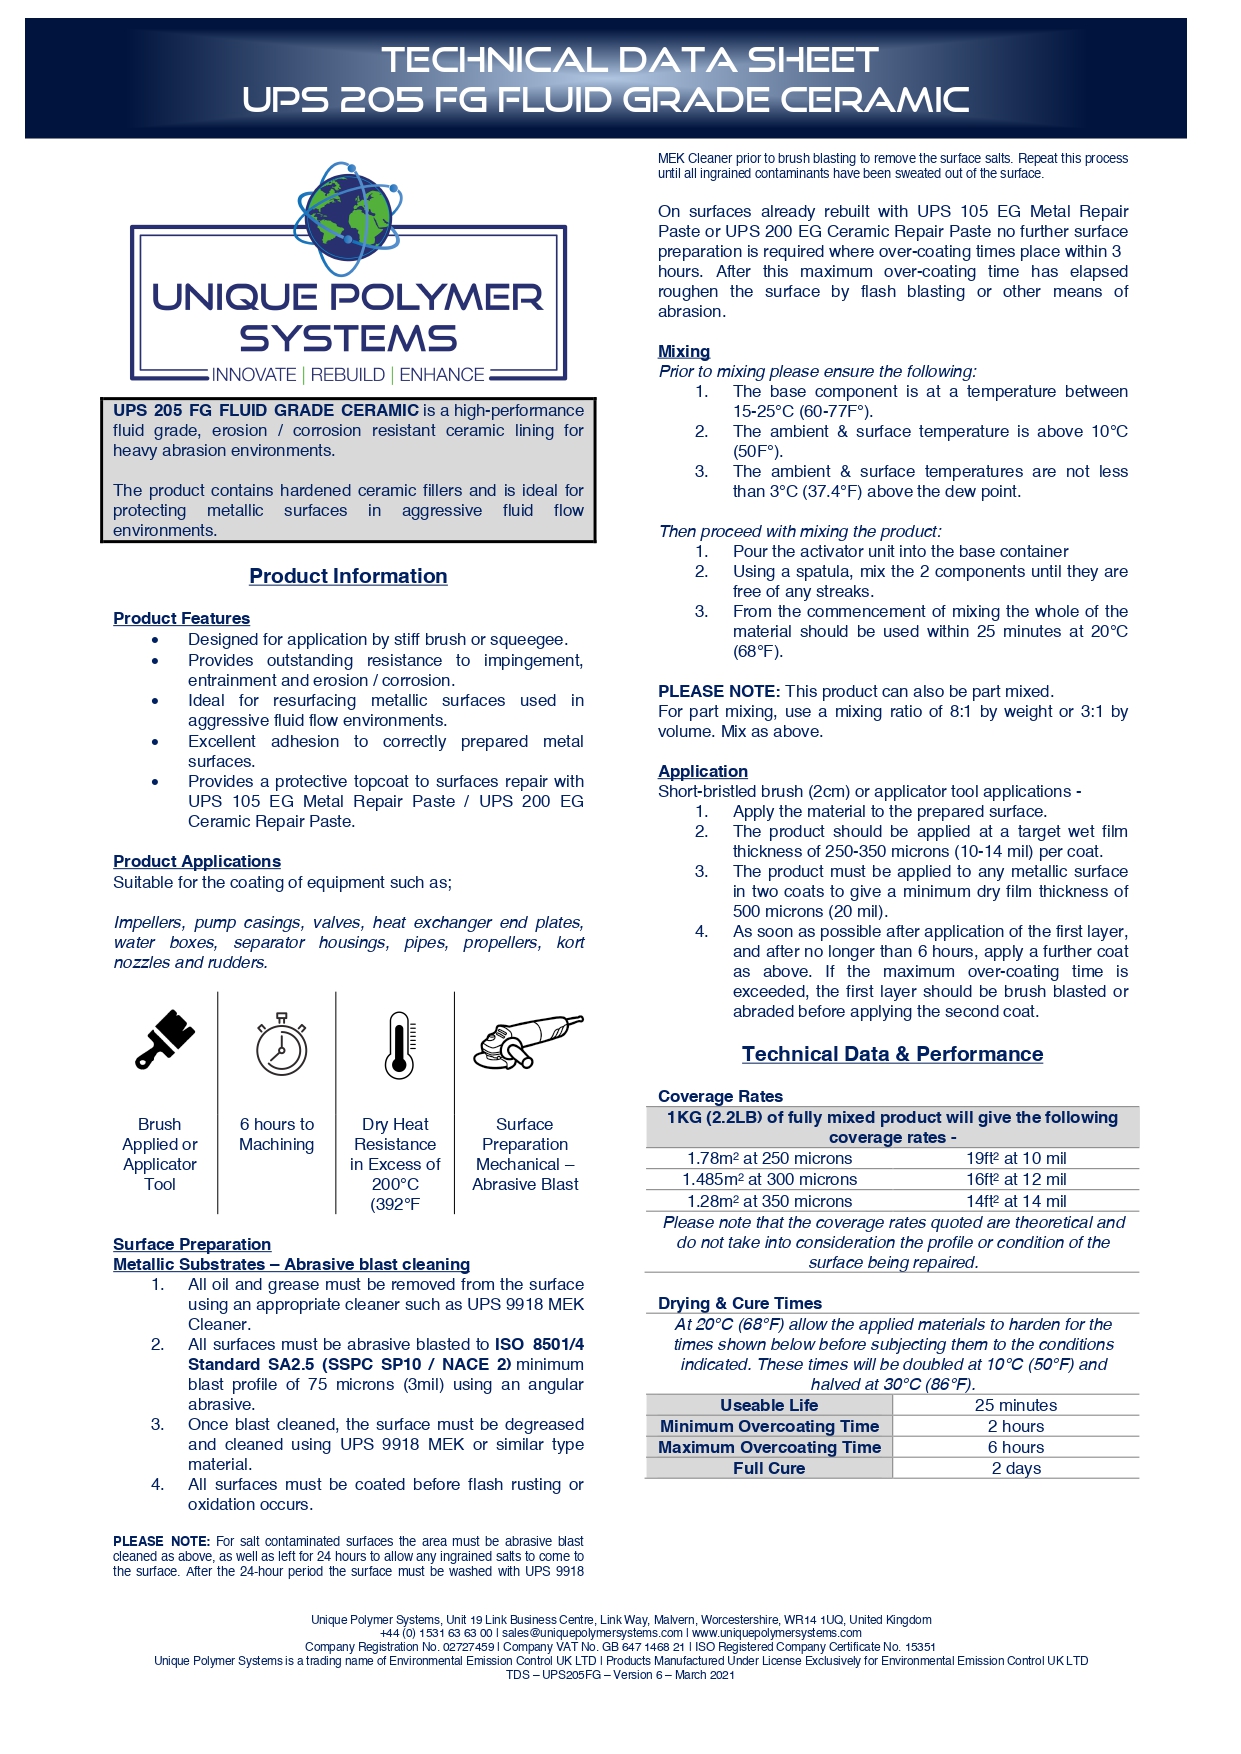 TECHNICAL DATA SHEET
UPS 205 FG FLUID GRADE CERAMIC
UNIQUE POLYMER
SYSTEMS
INNOVATE | REBUILD | ENHANCE
UPS 205 FG FLUID GRADE CERAMIC is a high-performance
fluid grade, erosion / corrosion resistant ceramic lining for
heavy abrasion environments.
The product contains hardened ceramic fillers and is ideal for
protecting metallic surfaces in aggressive fluid flow
environments.
Product Information
Product Features
• Designed for application by stiff brush or squeegee.
• Provides outstanding resistance to impingement,
entrainment and erosion / corrosion.
• Ideal for resurfacing metallic surfaces used in
aggressive fluid flow environments.
• Excellent adhesion to correctly prepared metal
surfaces.
• Provides a protective topcoat to surfaces repair with
UPS 105 EG Metal Repair Paste / UPS 200 EG
Ceramic Repair Paste.
Product Applications
Suitable for the coating of equipment such as;
Impellers, pump casings, valves, heat exchanger end plates,
water boxes, separator housings, pipes, propellers, kort
nozzles and rudders.
Brush
Applied or
Applicator
Tool
6 hours to
Machining
Dry Heat
Resistance
in Excess of
200°C
(392°F
Surface
Preparation
Mechanical –
Abrasive Blast
Surface Preparation
Metallic Substrates – Abrasive blast cleaning
1. All oil and grease must be removed from the surface
using an appropriate cleaner such as UPS 9918 MEK
Cleaner.
2. All surfaces must be abrasive blasted to ISO 8501/4
Standard SA2.5 (SSPC SP10 / NACE 2) minimum
blast profile of 75 microns (3mil) using an angular
abrasive.
3. Once blast cleaned, the surface must be degreased
and cleaned using UPS 9918 MEK or similar type
material.
4. All surfaces must be coated before flash rusting or
oxidation occurs.
PLEASE NOTE: For salt contaminated surfaces the area must be abrasive blast
cleaned as above, as well as left for 24 hours to allow any ingrained salts to come to
the surface. After the 24-hour period the surface must be washed with UPS 9918
MEK Cleaner prior to brush blasting to remove the surface salts. Repeat this process
until all ingrained contaminants have been sweated out of the surface.
On surfaces already rebuilt with UPS 105 EG Metal Repair
Paste or UPS 200 EG Ceramic Repair Paste no further surface
preparation is required where over-coating times place within 3
hours. After this maximum over-coating time has elapsed
roughen the surface by flash blasting or other means of
abrasion.
Mixing
Prior to mixing please ensure the following:
1. The base component is at a temperature between
15-25°C (60-77F°).
2. The ambient & surface temperature is above 10°C
(50F°).
3. The ambient & surface temperatures are not less
than 3°C (37.4°F) above the dew point.
Then proceed with mixing the product:
1. Pour the activator unit into the base container
2. Using a spatula, mix the 2 components until they are
free of any streaks.
3. From the commencement of mixing the whole of the
material should be used within 25 minutes at 20°C
(68°F).
PLEASE NOTE: This product can also be part mixed.
For part mixing, use a mixing ratio of 8:1 by weight or 3:1 by
volume. Mix as above.
Application
Short-bristled brush (2cm) or applicator tool applications -
1. Apply the material to the prepared surface.
2. The product should be applied at a target wet film
thickness of 250-350 microns (10-14 mil) per coat.
3. The product must be applied to any metallic surface
in two coats to give a minimum dry film thickness of
500 microns (20 mil).
4. As soon as possible after application of the first layer,
and after no longer than 6 hours, apply a further coat
as above. If the maximum over-coating time is
exceeded, the first layer should be brush blasted or
abraded before applying the second coat.
Technical Data & Performance
Coverage Rates
1KG (2.2LB) of fully mixed product will give the following
coverage rates -
1.78m² at 250 microns 19ft² at 10 mil
1.485m² at 300 microns 16ft² at 12 mil
1.28m² at 350 microns 14ft² at 14 mil
Please note that the coverage rates quoted are theoretical and
do not take into consideration the profile or condition of the
surface being repaired.
Drying & Cure Times
At 20°C (68°F) allow the applied materials to harden for the
times shown below before subjecting them to the conditions
indicated. These times will be doubled at 10°C (50°F) and
halved at 30°C (86°F).
Useable Life 25 minutes
Minimum Overcoating Time 2 hours
Maximum Overcoating Time 6 hours
Full Cure 2 days
Unique Polymer Systems, Unit 19 Link Business Centre, Link Way, Malvern, Worcestershire, WR14 1UQ, United Kingdom
+44 (0) 1531 63 63 00 | sales@uniquepolymersystems.com | www.uniquepolymersystems.com
Company Registration No. 02727459 | Company VAT No. GB 647 1468 21 | ISO Registered Company Certificate No. 15351
Unique Polymer Systems is a trading name of Environmental Emission Control UK LTD | Products Manufactured Under License Exclusively for Environmental Emission Control UK LTD
TDS – UPS205FG – Version 6 – March 2021